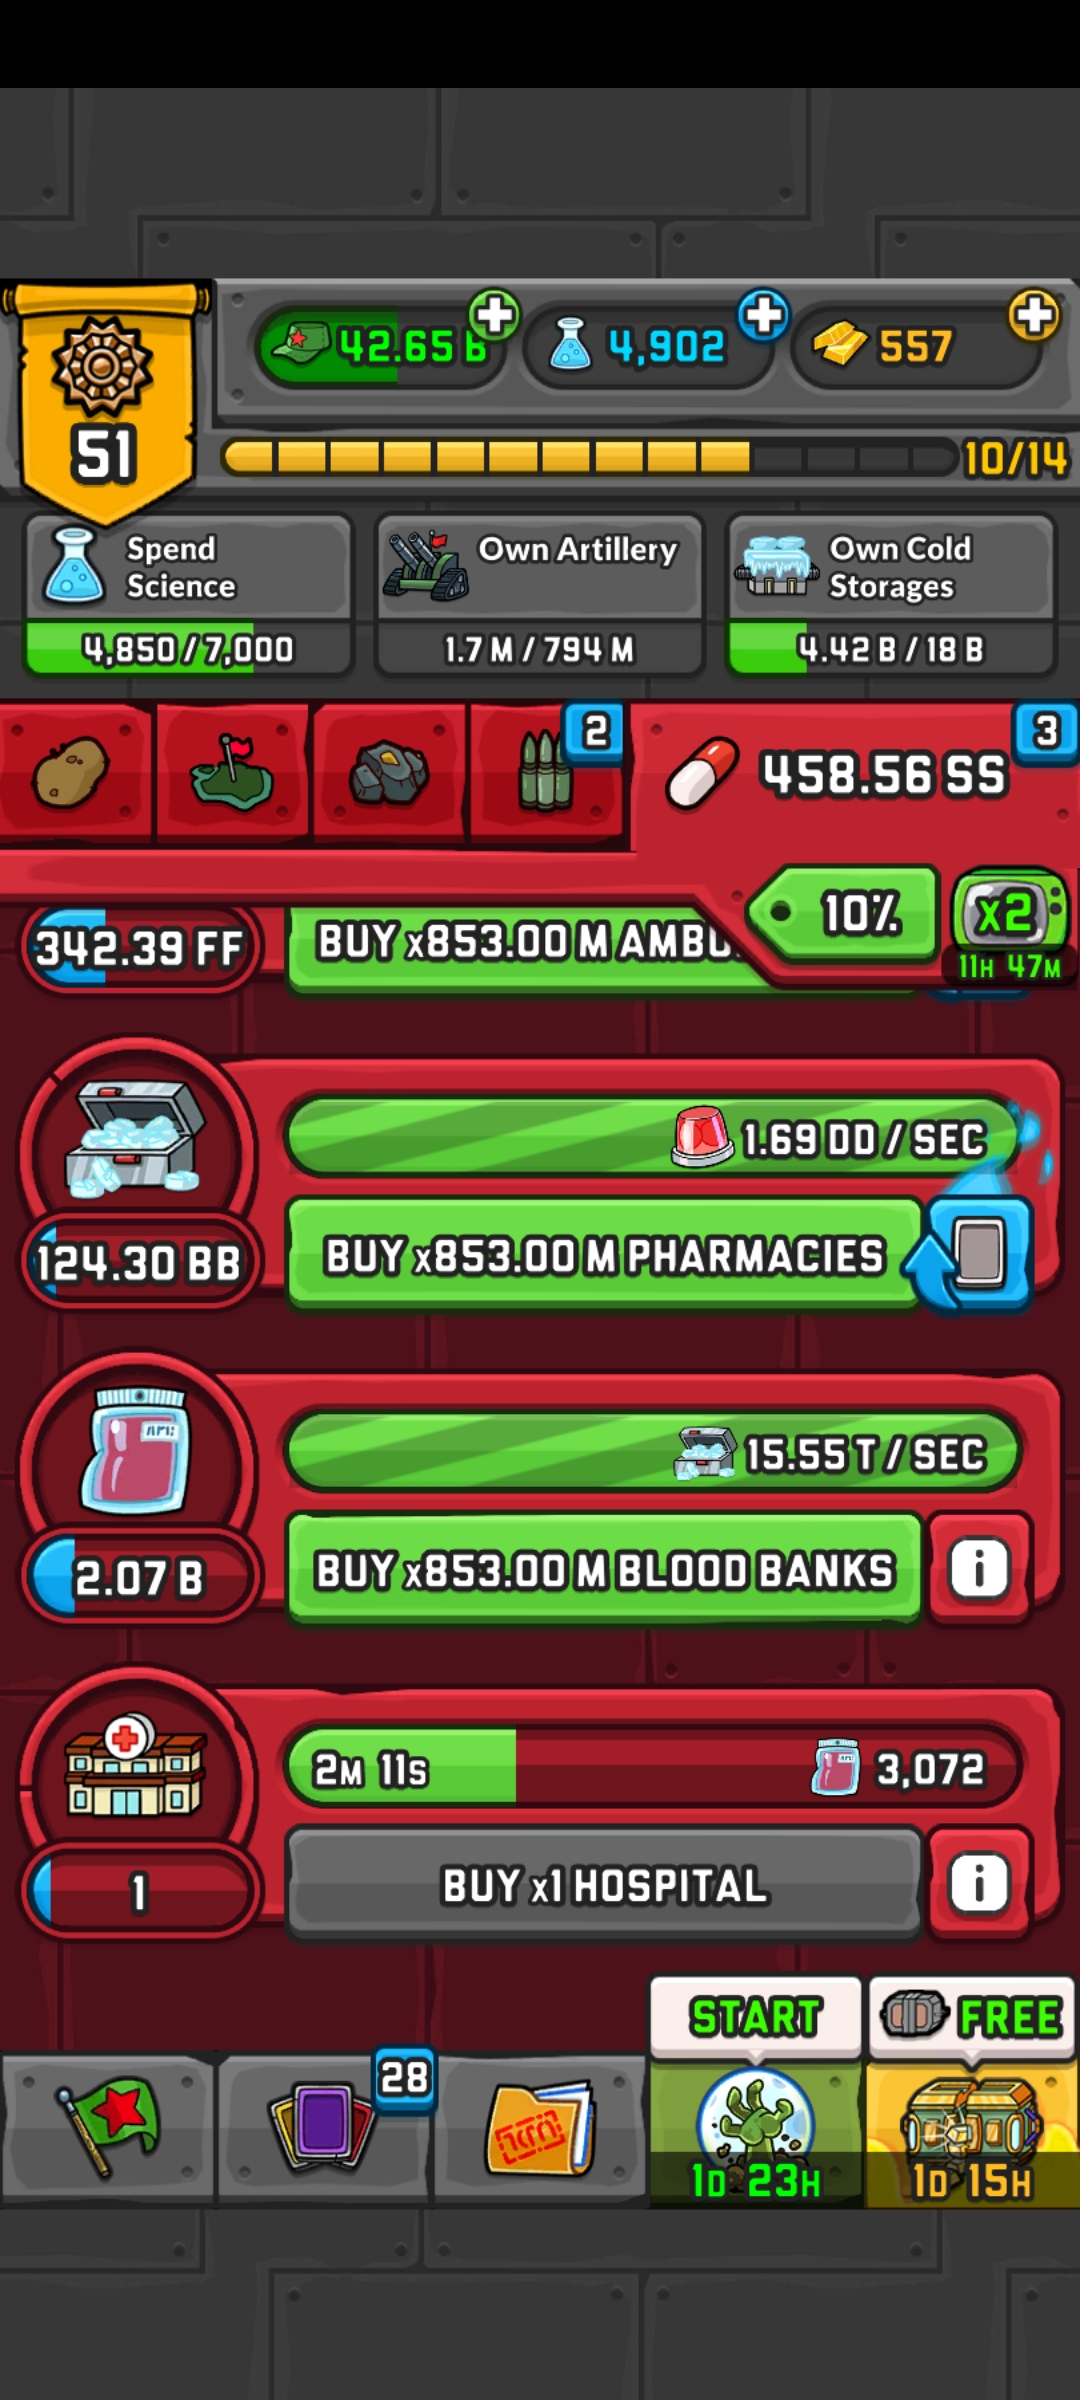 42.65 B
4,902
557
51
10/14
Spend
Science
4,850/7,000
Own Artillery
1.7 M / 794 M
Own Cold
Storages
4.42 B / 18 B
2
3
458.56 SS
10%
x2
11H 47M
342.39 FF
BUY x853.00 M AMBU
1.69 DD / SEC
124.30 BB
BUY x853.00 M PHARMACIES
15.55 T / SEC
2.07 B
BUY x853.00 M BLOOD BANKS
i
2M 11S
3,072
1
BUY x1 HOSPITAL
i
START
FREE
28
1D 23H
1D 15H